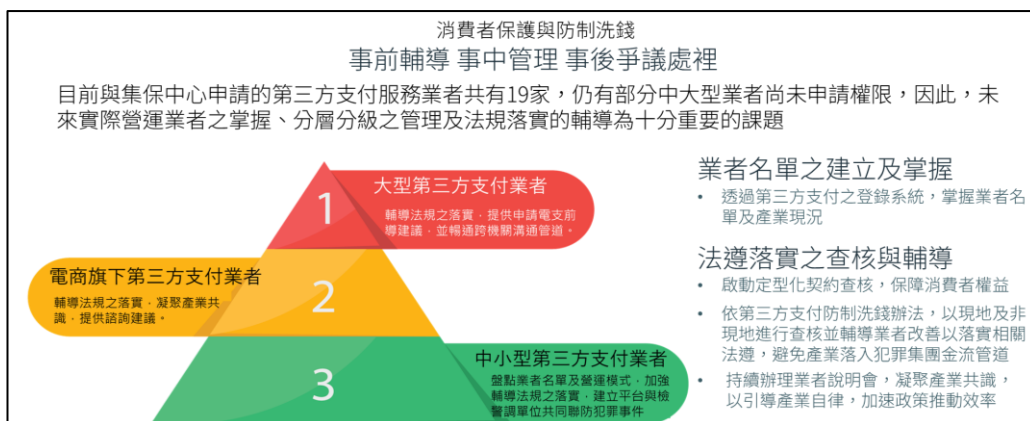 消費者保護與防制洗錢
事前輔導 事中管理 事後爭議處裡
目前與集保中心申請的第三方支付服務業者共有19家，仍有部分中大型業者尚未申請權限，因此，未
來實際營運業者之掌握、分層分級之管理及法規落實的輔導為十分重要的課題
1
大型第三方支付業者
輔導法規之落實，提供申請電支前
導建議，並暢通跨機關溝通管道。
電商旗下第三方支付業者
輔導法規之落實，凝聚產業共
識，提供諮詢建議。
2
3
中小型第三方支付業者
盤點業者名單及營運模式，加強
輔導法規之落實，建立平台與檢
警調單位共同聯防犯罪事件
業者名單之建立及掌握
• 透過第三方支付之登錄系統，掌握業者名
單及產業現況
法遵落實之查核與輔導
• 啟動定型化契約查核，保障消費者權益
• 依第三方支付防制洗錢辦法，以現地及非
現地進行查核並輔導業者改善以落實相關
法遵，避免產業落入犯罪集團金流管道
• 持續辦理業者說明會，凝聚產業共識，
以引導產業自律，加速政策推動效率